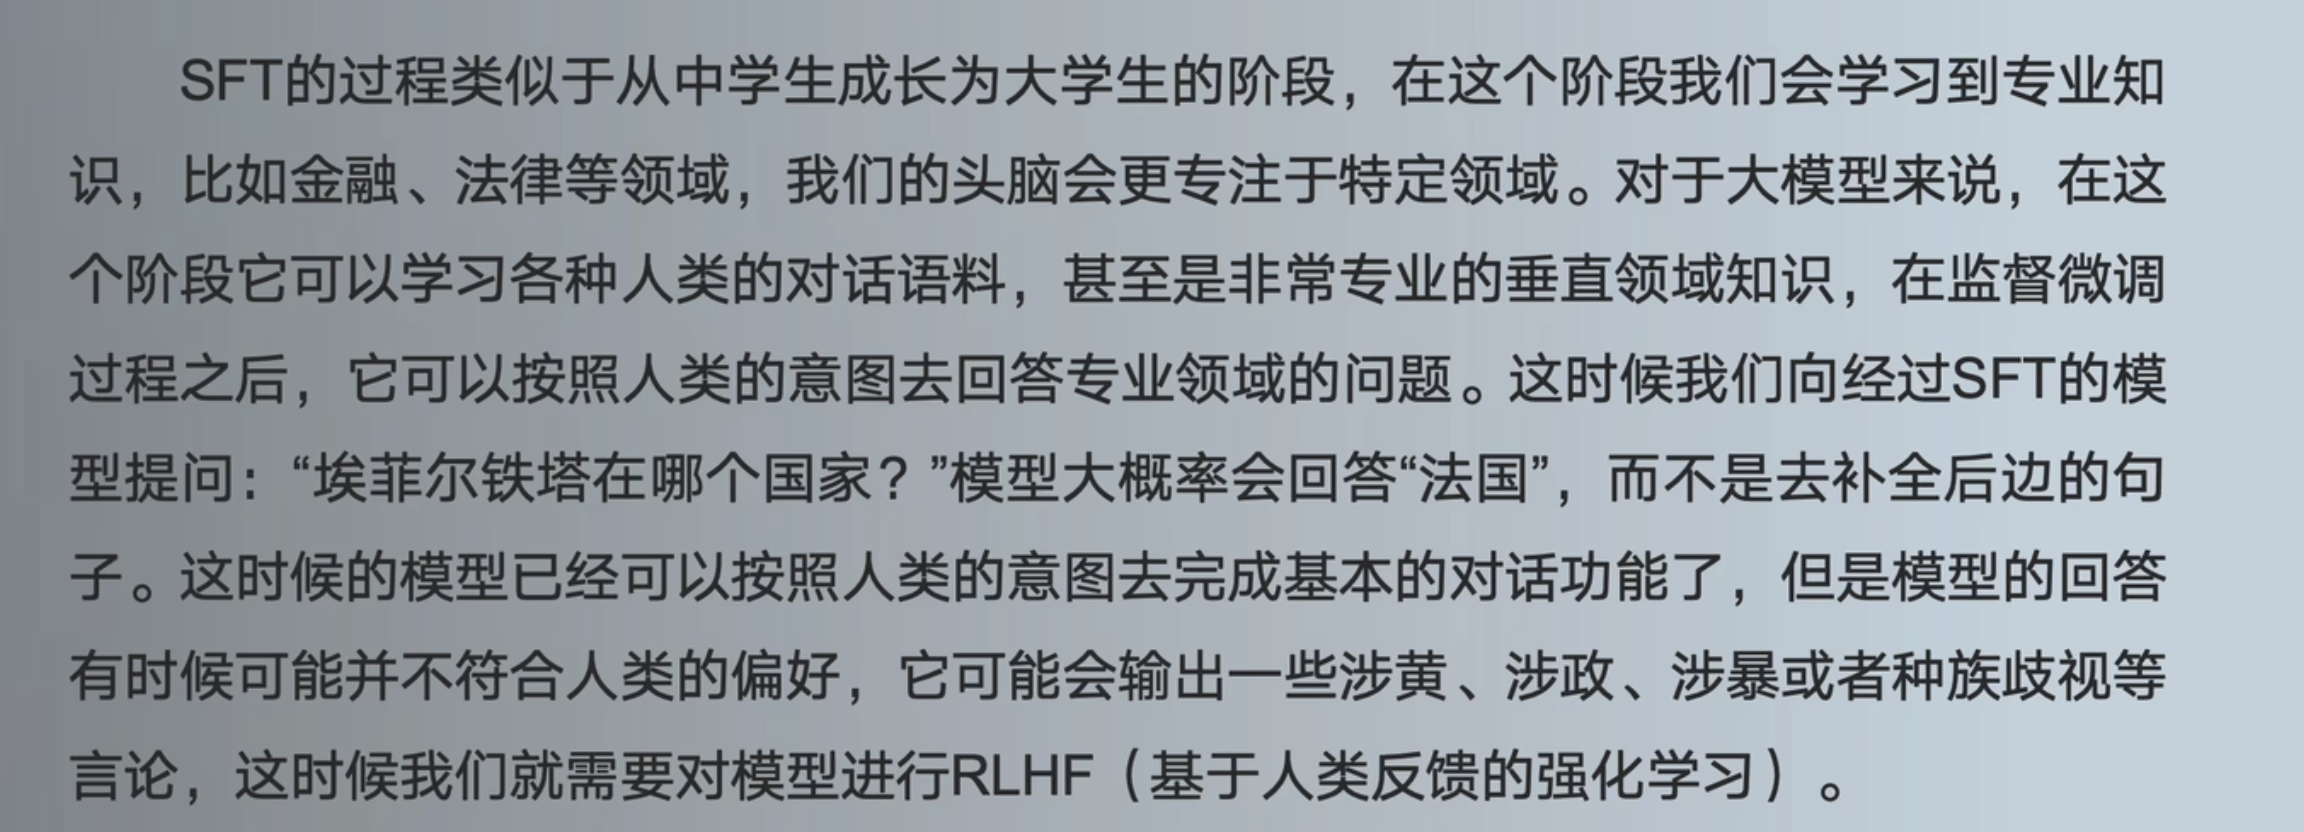 SFT的过程类似于从中学生成长为大学生的阶段，在这个阶段我们会学习到专业知
识，比如金融、法律等领域，我们的头脑会更专注于特定领域。对于大模型来说，在这
个阶段它可以学习各种人类的对话语料，甚至是非常专业的垂直领域知识，在监督微调
过程之后，它可以按照人类的意图去回答专业领域的问题。这时候我们向经过SFT的模
型提问：“埃菲尔铁塔在哪个国家？”模型大概率会回答“法国”，而不是去补全后边的句
子。这时候的模型已经可以按照人类的意图去完成基本的对话功能了，但是模型的回答
有时候可能并不符合人类的偏好，它可能会输出一些涉黄、涉政、涉暴或者种族歧视等
言论，这时候我们就需要对模型进行RLHF（基于人类反馈的强化学习）。